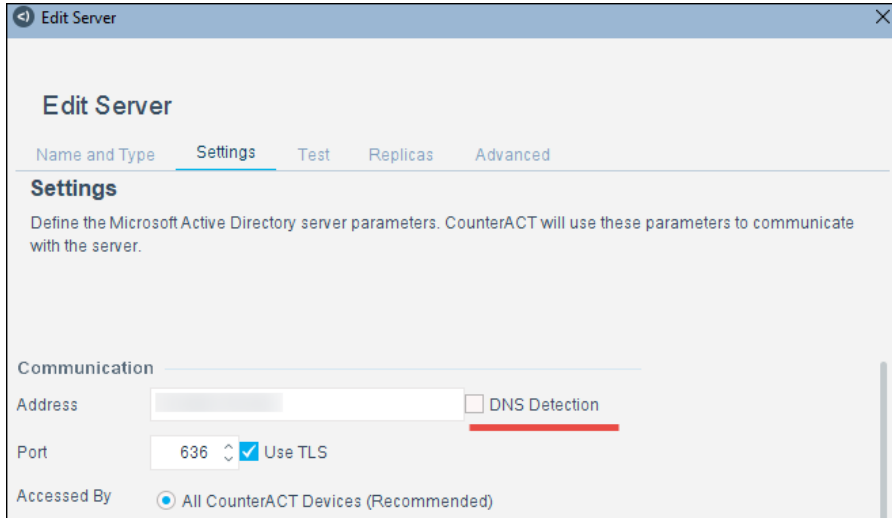 Edit Server
Edit Server
Name and Type Settings Test Replicas Advanced
Settings
Define the Microsoft Active Directory server parameters. CounterACT will use these parameters to communicate
with the server.
Communication
Address DNS Detection
Port 636 Use TLS
Accessed By All CounterACT Devices (Recommended)